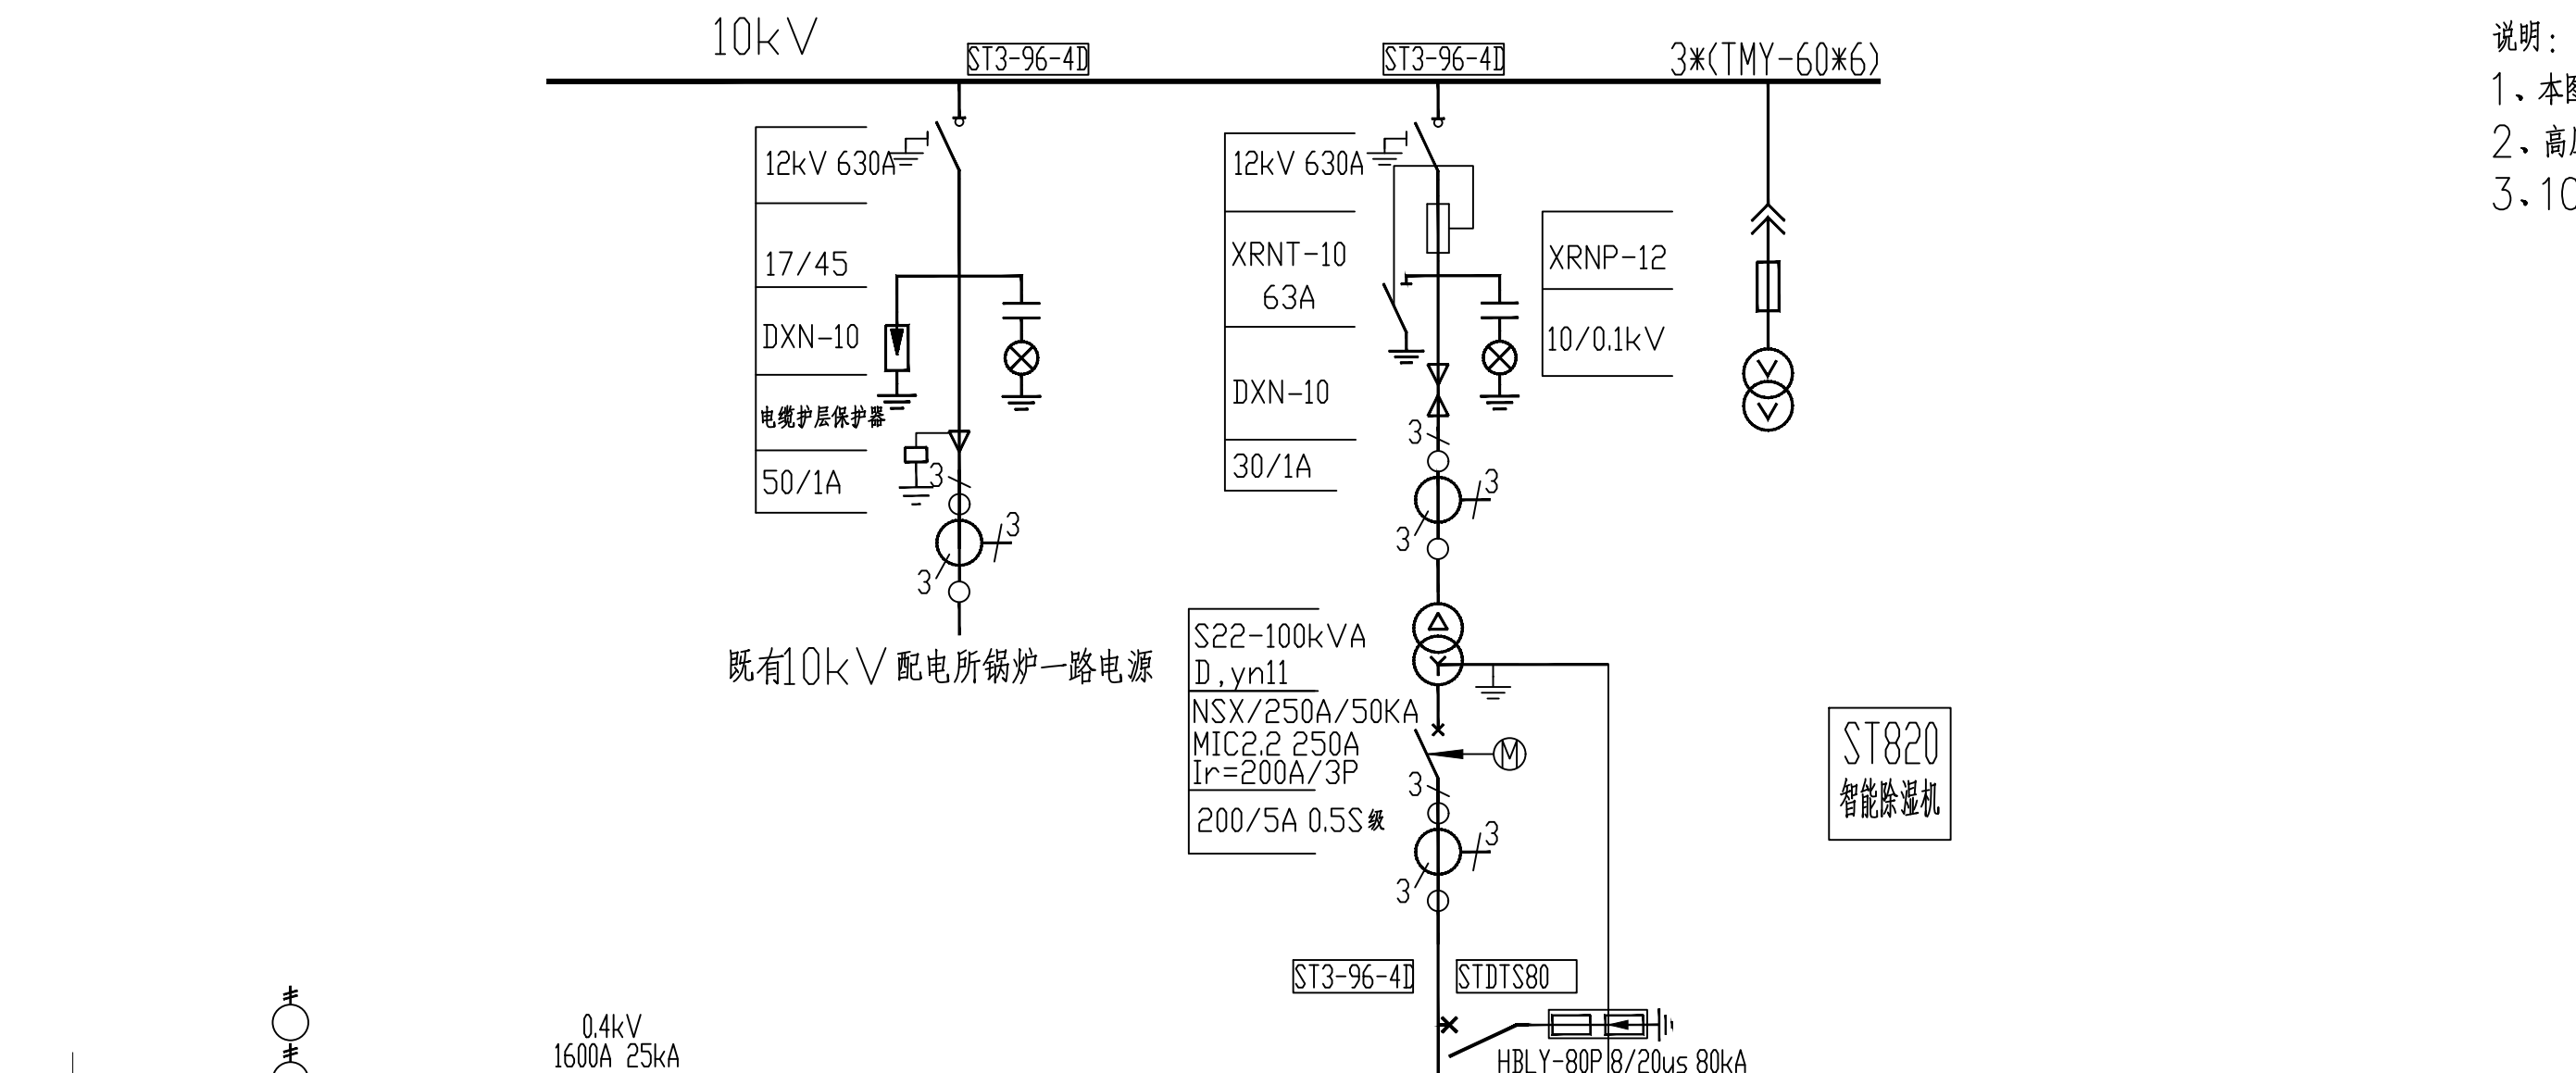 10kV
ST3-96-4D
ST3-96-4D
3*(TMY-60*6)
说明：
1、本
2、高
3、10
12kV 630A
17/45
DXN-10
电缆护层保护器
50/1A
3
3
3
既有10kV配电所锅炉一路电源
12kV 630A
XRNT-10
63A
DXN-10
30/1A
3
3
3
XRNP-12
10/0.1kV
S22-100kVA
D,yn11
NSX/250A/50KA
MIC2.2 250A
Ir=200A/3P
200/5A 0.5S级
M
3
3
3
ST820
智能除湿机
ST3-96-4D
STDTS80
HBLY-80P 8/20us 80kA
0.4kV
1600A 25kA